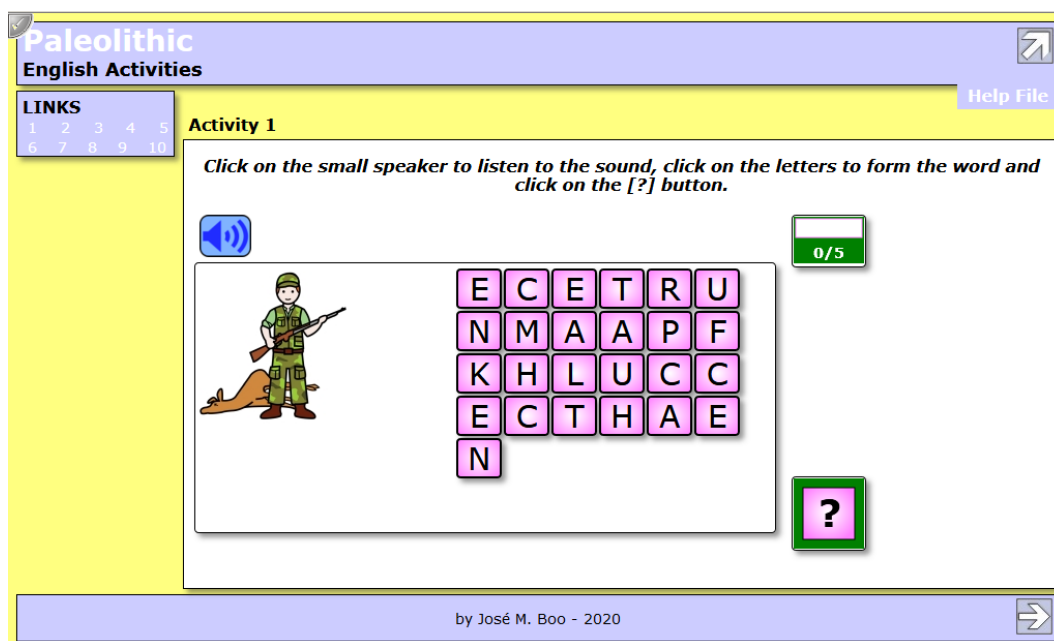 Paleolithic
English Activities
Help File
LINKS
1 2 3 4 5
6 7 8 9 10
Activity 1
Click on the small speaker to listen to the sound, click on the letters to form the word and
click on the [?] button.
0/5
E C E T R U
N M A A P F
K H L U C C
E C T H A E
N
?
by José M. Boo - 2020